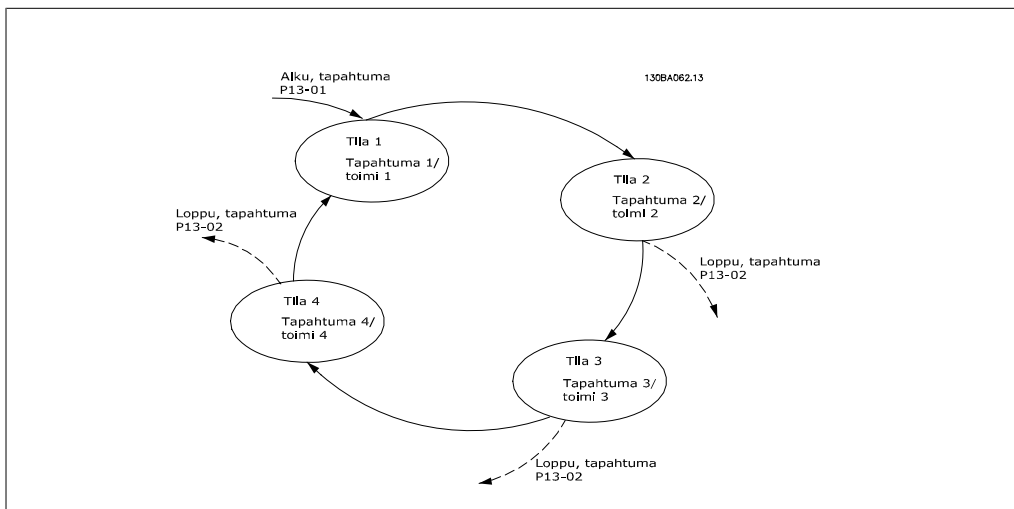 Alku, tapahtuma
P13-01
130BA062.13
Tila 1
Tapahtuma 1/
toimi 1
Tila 2
Tapahtuma 2/
toimi 2
Loppu, tapahtuma
P13-02
Loppu, tapahtuma
P13-02
Tila 4
Tapahtuma 4/
toimi 4
Tila 3
Tapahtuma 3/
toimi 3
Loppu, tapahtuma
P13-02